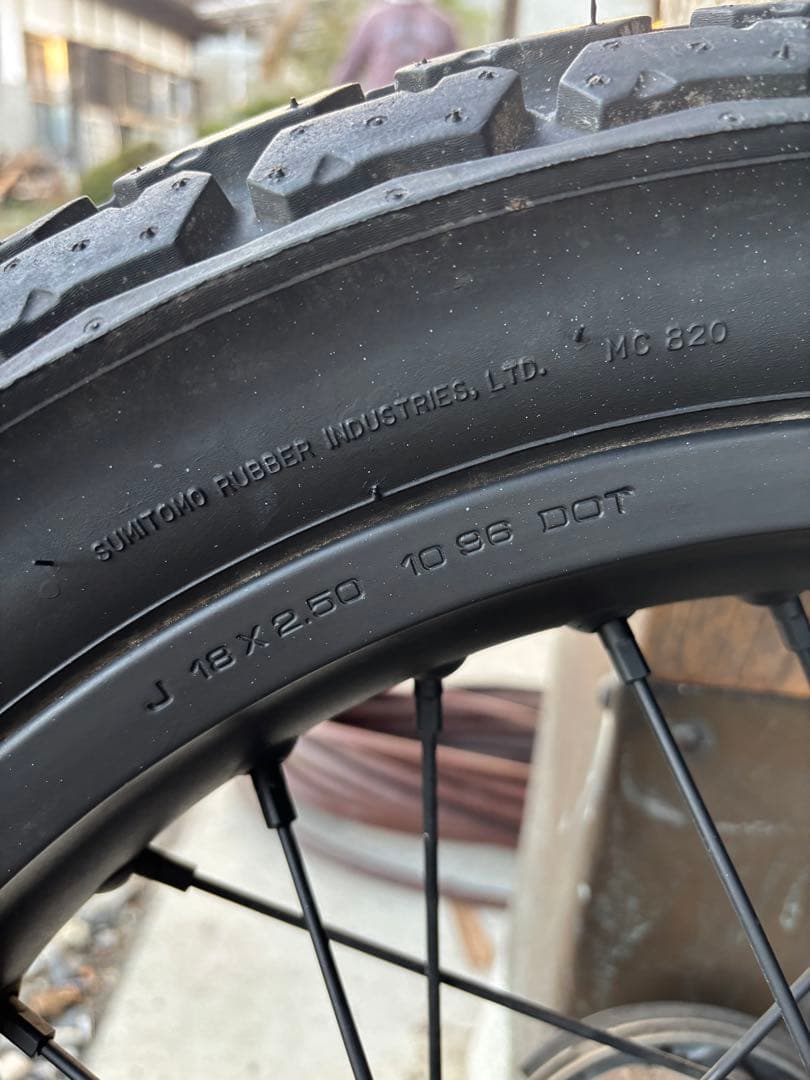 SUMITOMO RUBBER INDUSTRIES, LTD. MC 820
J 18 X 2.50 10 96 DOT